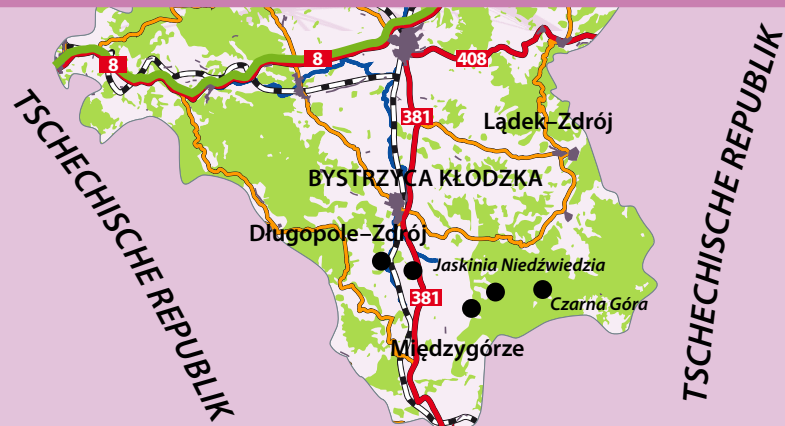 8
8
408
381
Lądek–Zdrój
TSCHECHISCHE REPUBLIK
TSCHECHISCHE REPUBLIK
BYSTRZYCA KŁODZKA
Długopole–Zdrój
Jaskinia Niedźwiedzia
381
Czarna Góra
Międzygórze